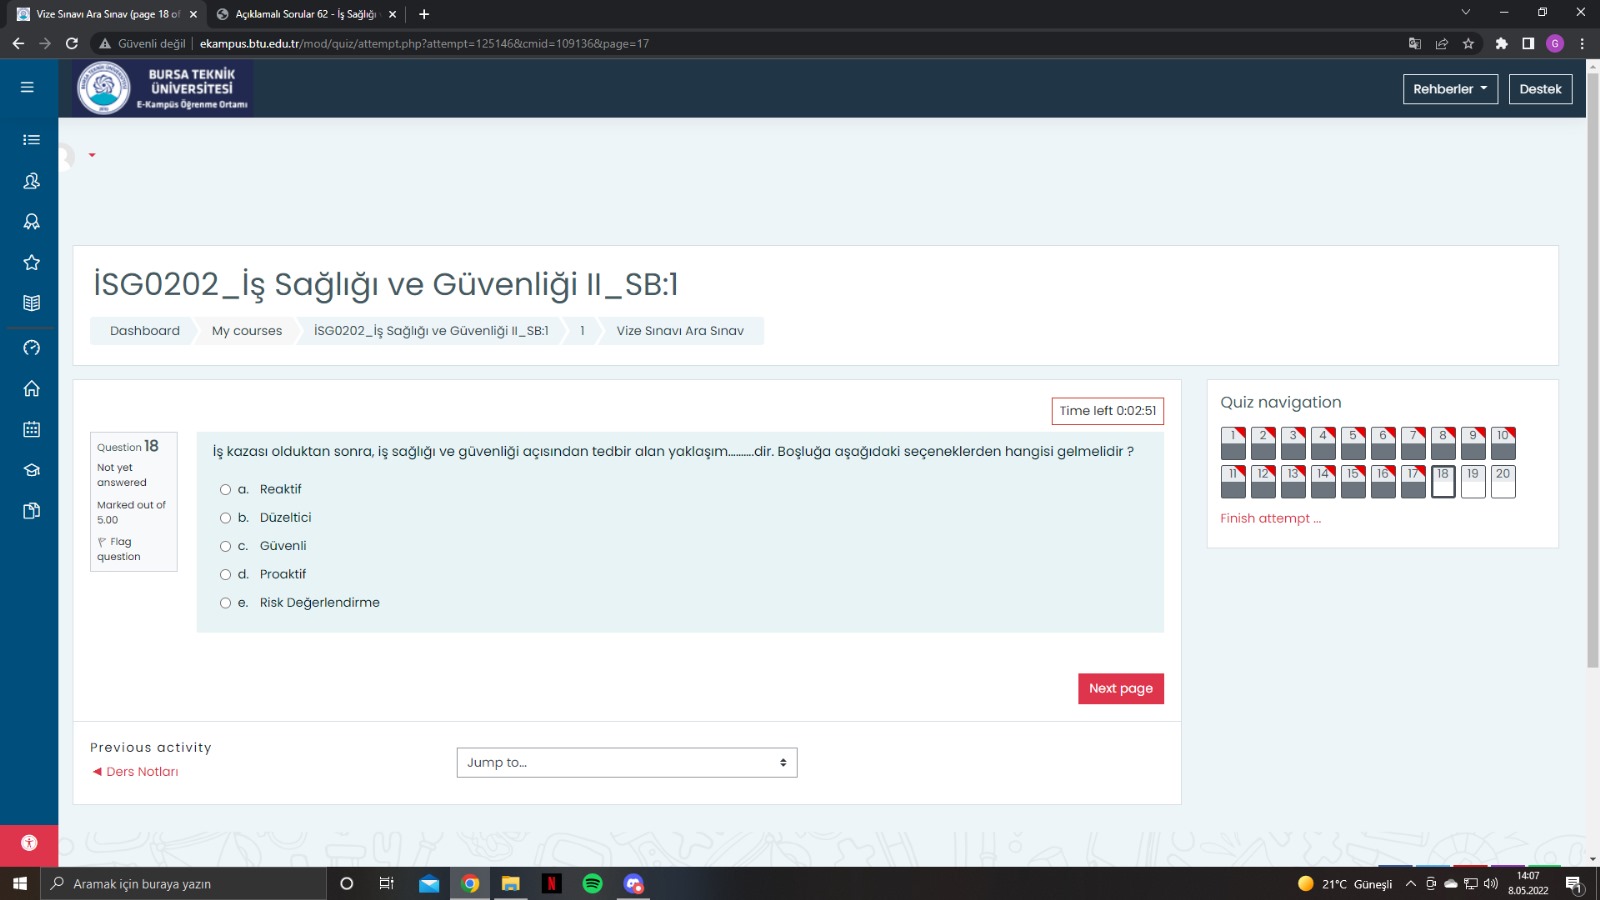 Vize Sınavı Ara Sınav (page 18 of
Açıklamalı Sorular 62 - İş Sağlığı
Güvenli değil
ekampus.btu.edu.tr/mod/quiz/attempt.php?attempt=125146&cmid=109136&page=17
G
BURSA TEKNİK
ÜNİVERSİTESİ
E-Kampüs Öğrenme Ortamı
Rehberler
Destek
İSG0202_İş Sağlığı ve Güvenliği II_SB:1
Dashboard
My courses
İSG0202_İş Sağlığı ve Güvenliği II_SB:1
1
Vize Sınavı Ara Sınav
Time left 0:02:51
Question 18
Not yet
answered
Marked out of
5.00
Flag
question
İş kazası olduktan sonra, iş sağlığı ve güvenliği açısından tedbir alan yaklaşım..........dir. Boşluğa aşağıdaki seçeneklerden hangisi gelmelidir ?
a. Reaktif
b. Düzeltici
c. Güvenli
d. Proaktif
e. Risk Değerlendirme
Next page
Quiz navigation
1 2 3 4 5 6 7 8 9 10
11 12 13 14 15 16 17 18 19 20
Finish attempt ...
Previous activity
◄ Ders Notları
Jump to...
Aramak için buraya yazın
N
21°C Güneşli
14:07
8.05.2022
1